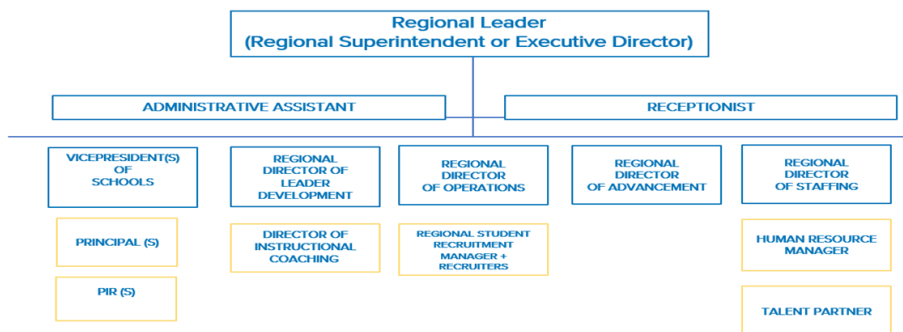 Regional Leader
(Regional Superintendent or Executive Director)
ADMINISTRATIVE ASSISTANT
RECEPTIONIST
VICEPRESIDENT(S)
OF
SCHOOLS
REGIONAL
DIRECTOR OF
LEADER
DEVELOPMENT
REGIONAL
DIRECTOR
OF OPERATIONS
REGIONAL
DIRECTOR
OF ADVANCEMENT
REGIONAL
DIRECTOR
OF STAFFING
PRINCIPAL (S)
DIRECTOR OF
INSTRUCTIONAL
COACHING
REGIONAL STUDENT
RECRUITMENT
MANAGER +
RECRUITERS
HUMAN RESOURCE
MANAGER
PIR (S)
TALENT PARTNER